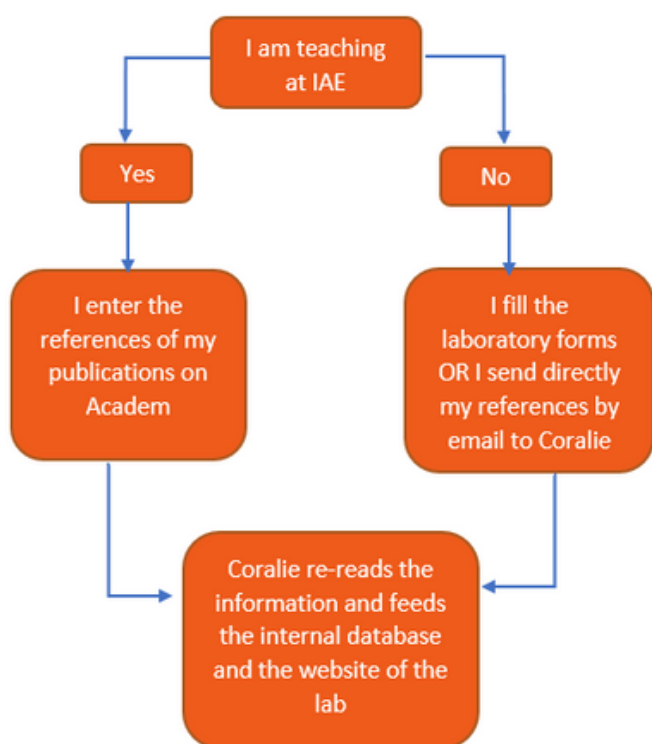 I am teaching
at IAE
Yes
No
I enter the
references of my
publications on
Academ
I fill the
laboratory forms
OR I send directly
my references by
email to Coralie
Coralie re-reads the
information and feeds
the internal database
and the website of the
lab